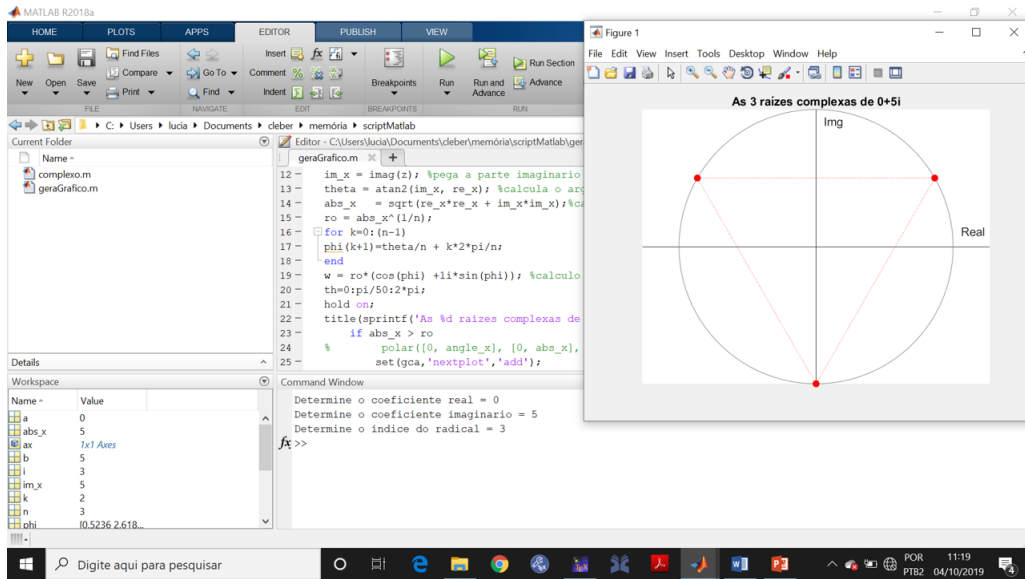 MATLAB R2018a
HOME PLOTS APPS EDITOR PUBLISH VIEW
New Open Save
Find Files
Compare
Print
FILE
Go To
Find
NAVIGATE
Insert fx
Comment
Indent
EDIT
Breakpoints
BREAKPOINTS
Run
Run and Advance
Run Section
Advance
RUN
C: Users lucia Documents cleber memória scriptMatlab
Current Folder
Name
complexo.m
geraGrafico.m
Details
Workspace
Name Value
a 0
abs_x 5
ax 1x1 Axes
b 5
i 3
im_x 5
k 2
n 3
phi [0.5236 2.618...
Editor - C:\Users\lucia\Documents\cleber\memória\scriptMatlab\ger
geraGrafico.m
12 - im_x = imag(z); %pega a parte imaginario
13 - theta = atan2(im_x, re_x); %calcula o arg
14 - abs_x = sqrt(re_x*re_x + im_x*im_x);%ca
15 - ro = abs_x^(1/n);
16 - for k=0:(n-1)
17 - phi(k+1)=theta/n + k*2*pi/n;
18 - end
19 - w = ro*(cos(phi) +1i*sin(phi)); %calculo
20 - th=0:pi/50:2*pi;
21 - hold on;
22 - title(sprintf('As %d raízes complexas de
23 - if abs_x > ro
24 % polar([0, angle_x], [0, abs_x],
25 - set(gca,'nextplot','add');
Command Window
Determine o coeficiente real = 0
Determine o coeficiente imaginario = 5
Determine o indice do radical = 3
fx >>
Figure 1
File Edit View Insert Tools Desktop Window Help
As 3 raízes complexas de 0+5i
Img
Real
Digite aqui para pesquisar
POR
PTB2
11:19
04/10/2019
4